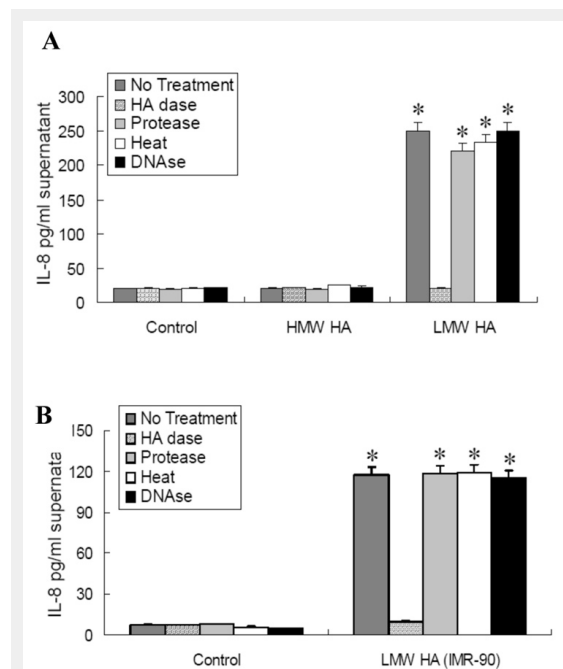 A
No Treatment
HA dase
Protease
Heat
DNAse
IL-8 pg/ml supernatant
300
250
200
150
100
50
0
* * * *
Control HMW HA LMW HA
B
No Treatment
HA dase
Protease
Heat
DNAse
IL-8 pg/ml supernata
150
120
90
60
30
0
* * * *
Control LMW HA (IMR-90)